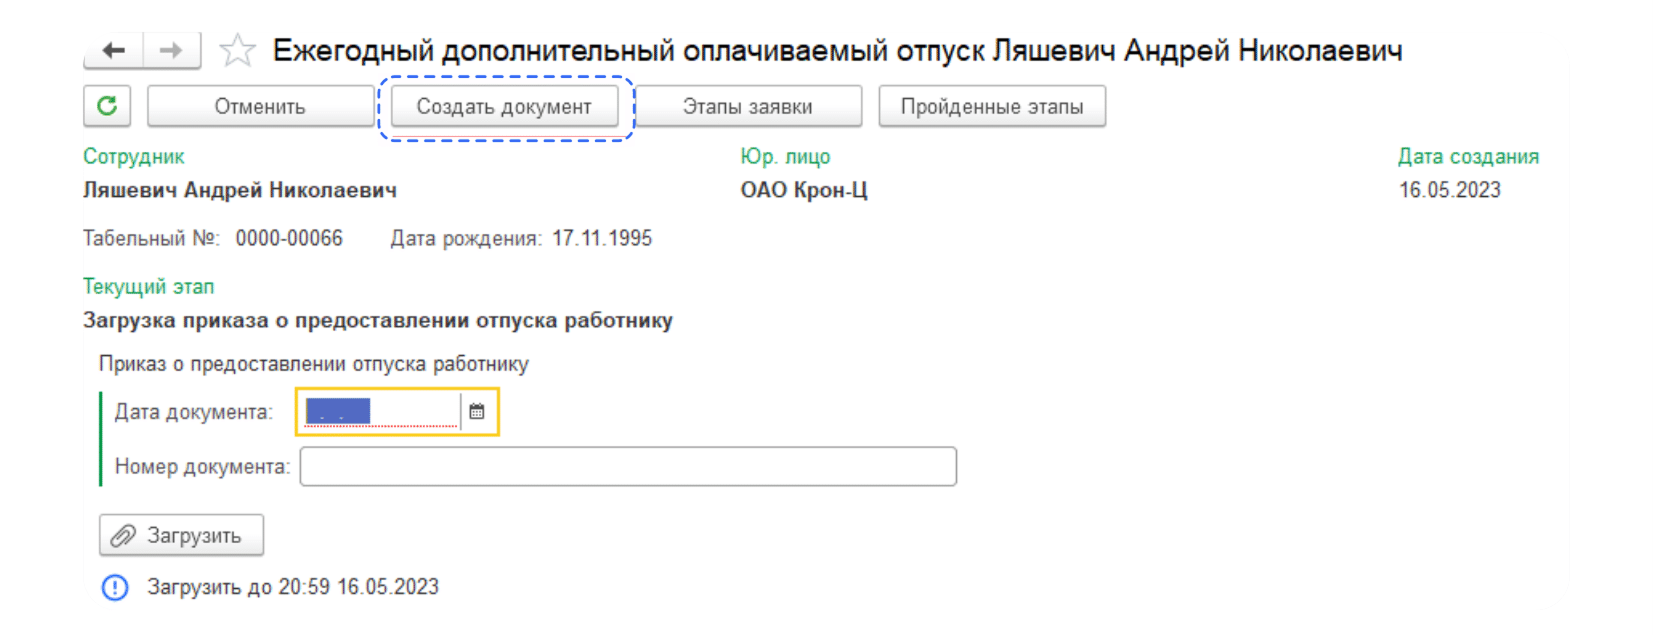 Ежегодный дополнительный оплачиваемый отпуск Ляшевич Андрей Николаевич
Отменить Создать документ Этапы заявки Пройденные этапы
Сотрудник Юр. лицо Дата создания
Ляшевич Андрей Николаевич ОАО Крон-Ц 16.05.2023
Табельный №: 0000-00066 Дата рождения: 17.11.1995
Текущий этап
Загрузка приказа о предоставлении отпуска работнику
Приказ о предоставлении отпуска работнику
Дата документа: . .
Номер документа:
Загрузить
Загрузить до 20:59 16.05.2023